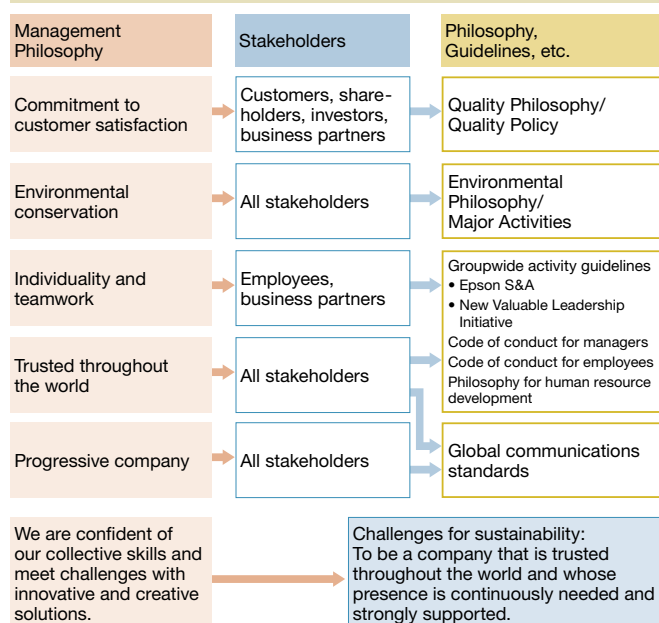 Management
Philosophy
Stakeholders
Philosophy,
Guidelines, etc.
Commitment to
customer satisfaction
Customers, share-
holders, investors,
business partners
Quality Philosophy/
Quality Policy
Environmental
conservation
All stakeholders
Environmental
Philosophy/
Major Activities
Individuality and
teamwork
Employees,
business partners
Groupwide activity guidelines
• Epson S&A
• New Valuable Leadership
Initiative
Code of conduct for managers
Code of conduct for employees
Philosophy for human resource
development
Trusted throughout
the world
All stakeholders
Progressive company
All stakeholders
Global communications
standards
We are confident of
our collective skills and
meet challenges with
innovative and creative
solutions.
Challenges for sustainability:
To be a company that is trusted
throughout the world and whose
presence is continuously needed and
strongly supported.